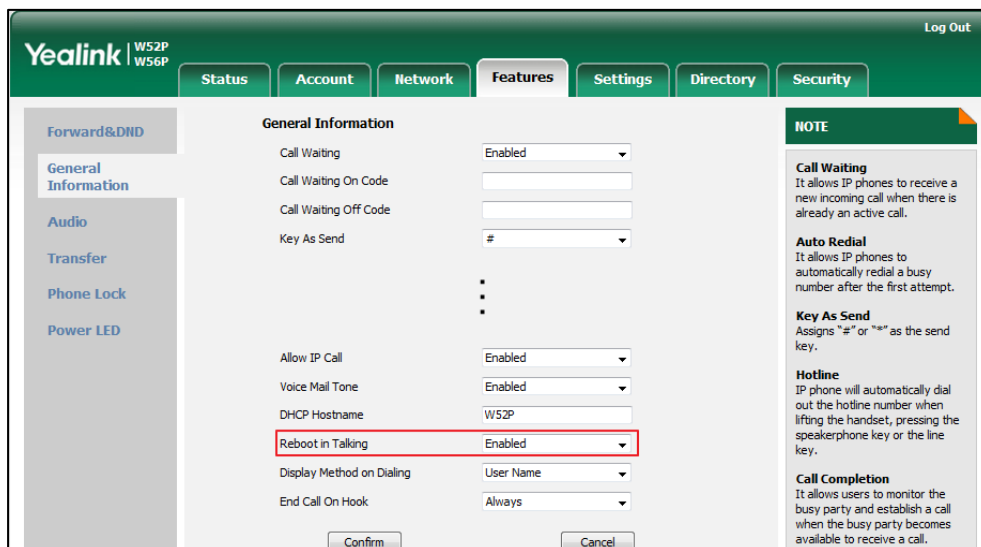 Log Out
Yealink | W52P
W56P
Status Account Network Features Settings Directory Security
Forward&DND
General
Information
Audio
Transfer
Phone Lock
Power LED
General Information
Call Waiting Enabled
Call Waiting On Code
Call Waiting Off Code
Key As Send #
Allow IP Call Enabled
Voice Mail Tone Enabled
DHCP Hostname W52P
Reboot in Talking Enabled
Display Method on Dialing User Name
End Call On Hook Always
Confirm Cancel
NOTE
Call Waiting
It allows IP phones to receive a
new incoming call when there is
already an active call.
Auto Redial
It allows IP phones to
automatically redial a busy
number after the first attempt.
Key As Send
Assigns "#" or "*" as the send
key.
Hotline
IP phone will automatically dial
out the hotline number when
lifting the handset, pressing the
speakerphone key or the line
key.
Call Completion
It allows users to monitor the
busy party and establish a call
when the busy party becomes
available to receive a call.